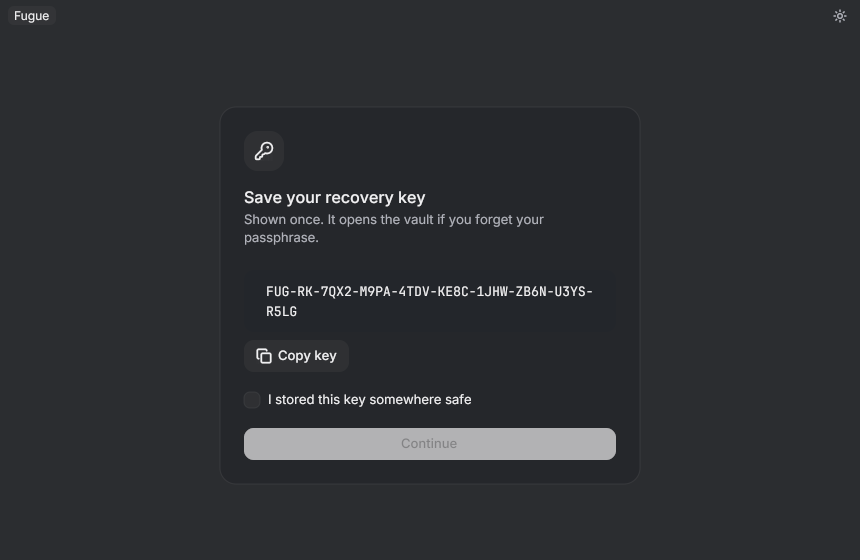 Fugue
Save your recovery key
Shown once. It opens the vault if you forget your
passphrase.
FUG-RK-7QX2-M9PA-4TDV-KE8C-1JHW-ZB6N-U3YS-
R5LG
Copy key
I stored this key somewhere safe
Continue